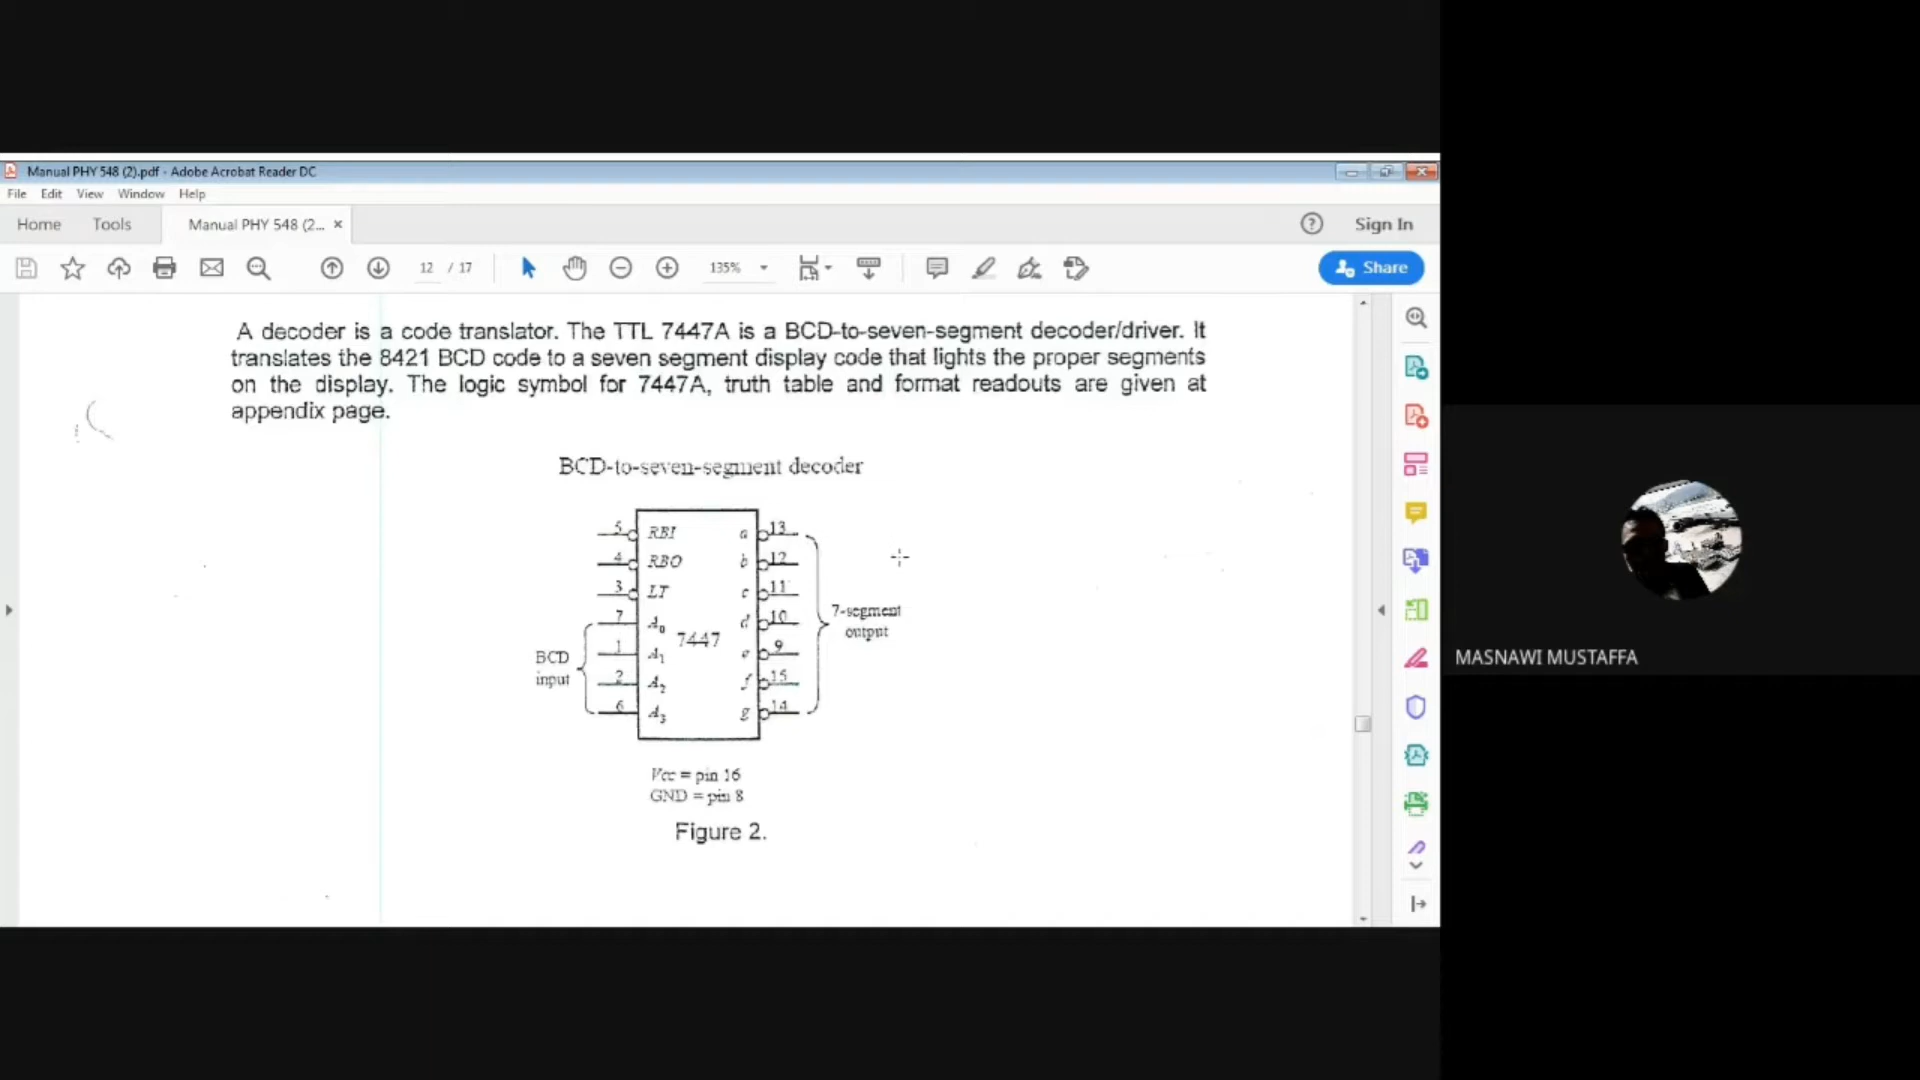 Manual PHY 548 (2).pdf - Adobe Acrobat Reader DC
File Edit View Window Help
Home Tools Manual PHY 548 (2... × Sign In
12 / 17 135% Share
A decoder is a code translator. The TTL 7447A is a BCD-to-seven-segment decoder/driver. It
translates the 8421 BCD code to a seven segment display code that lights the proper segments
on the display. The logic symbol for 7447A, truth table and format readouts are given at
appendix page.
BCD-to-seven-segment decoder
5 RBI a 13
4 RBO b 12
3 LT c 11
7 A0 d 10
7447
1 A1 e 9
2 A2 f 15
6 A3 g 14
BCD
input
7-segment
output
Vcc = pin 16
GND = pin 8
Figure 2.
MASNAWI MUSTAFFA